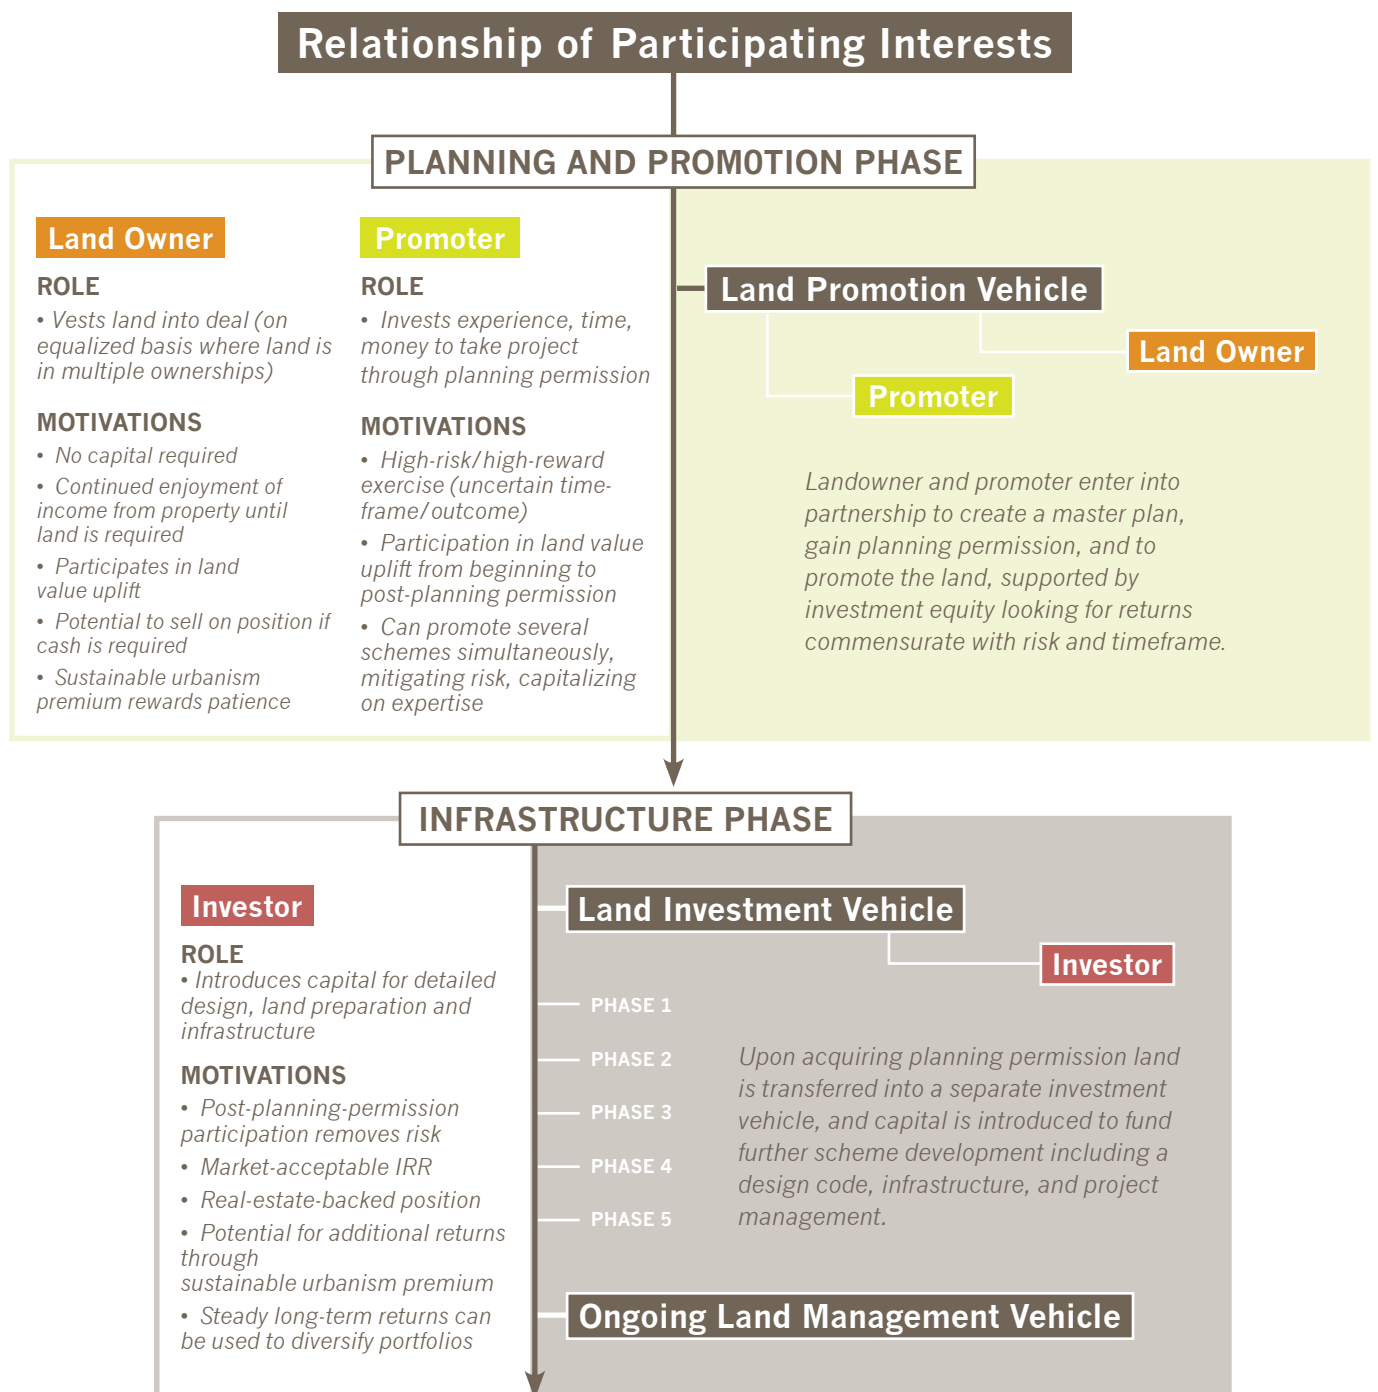 Relationship of Participating Interests
PLANNING AND PROMOTION PHASE
Land Owner
ROLE
• Vests land into deal (on
equalized basis where land is
in multiple ownerships)
MOTIVATIONS
• No capital required
• Continued enjoyment of
income from property until
land is required
• Participates in land
value uplift
• Potential to sell on position if
cash is required
• Sustainable urbanism
premium rewards patience
Promoter
ROLE
• Invests experience, time,
money to take project
through planning permission
MOTIVATIONS
• High-risk/high-reward
exercise (uncertain time-
frame/outcome)
• Participation in land value
uplift from beginning to
post-planning permission
• Can promote several
schemes simultaneously,
mitigating risk, capitalizing
on expertise
Land Promotion Vehicle
Land Owner
Promoter
Landowner and promoter enter into
partnership to create a master plan,
gain planning permission, and to
promote the land, supported by
investment equity looking for returns
commensurate with risk and timeframe.
INFRASTRUCTURE PHASE
Investor
ROLE
• Introduces capital for detailed
design, land preparation and
infrastructure
MOTIVATIONS
• Post-planning-permission
participation removes risk
• Market-acceptable IRR
• Real-estate-backed position
• Potential for additional returns
through
sustainable urbanism premium
• Steady long-term returns can
be used to diversify portfolios
Land Investment Vehicle
Investor
PHASE 1
PHASE 2
PHASE 3
PHASE 4
PHASE 5
Upon acquiring planning permission land
is transferred into a separate investment
vehicle, and capital is introduced to fund
further scheme development including a
design code, infrastructure, and project
management.
Ongoing Land Management Vehicle